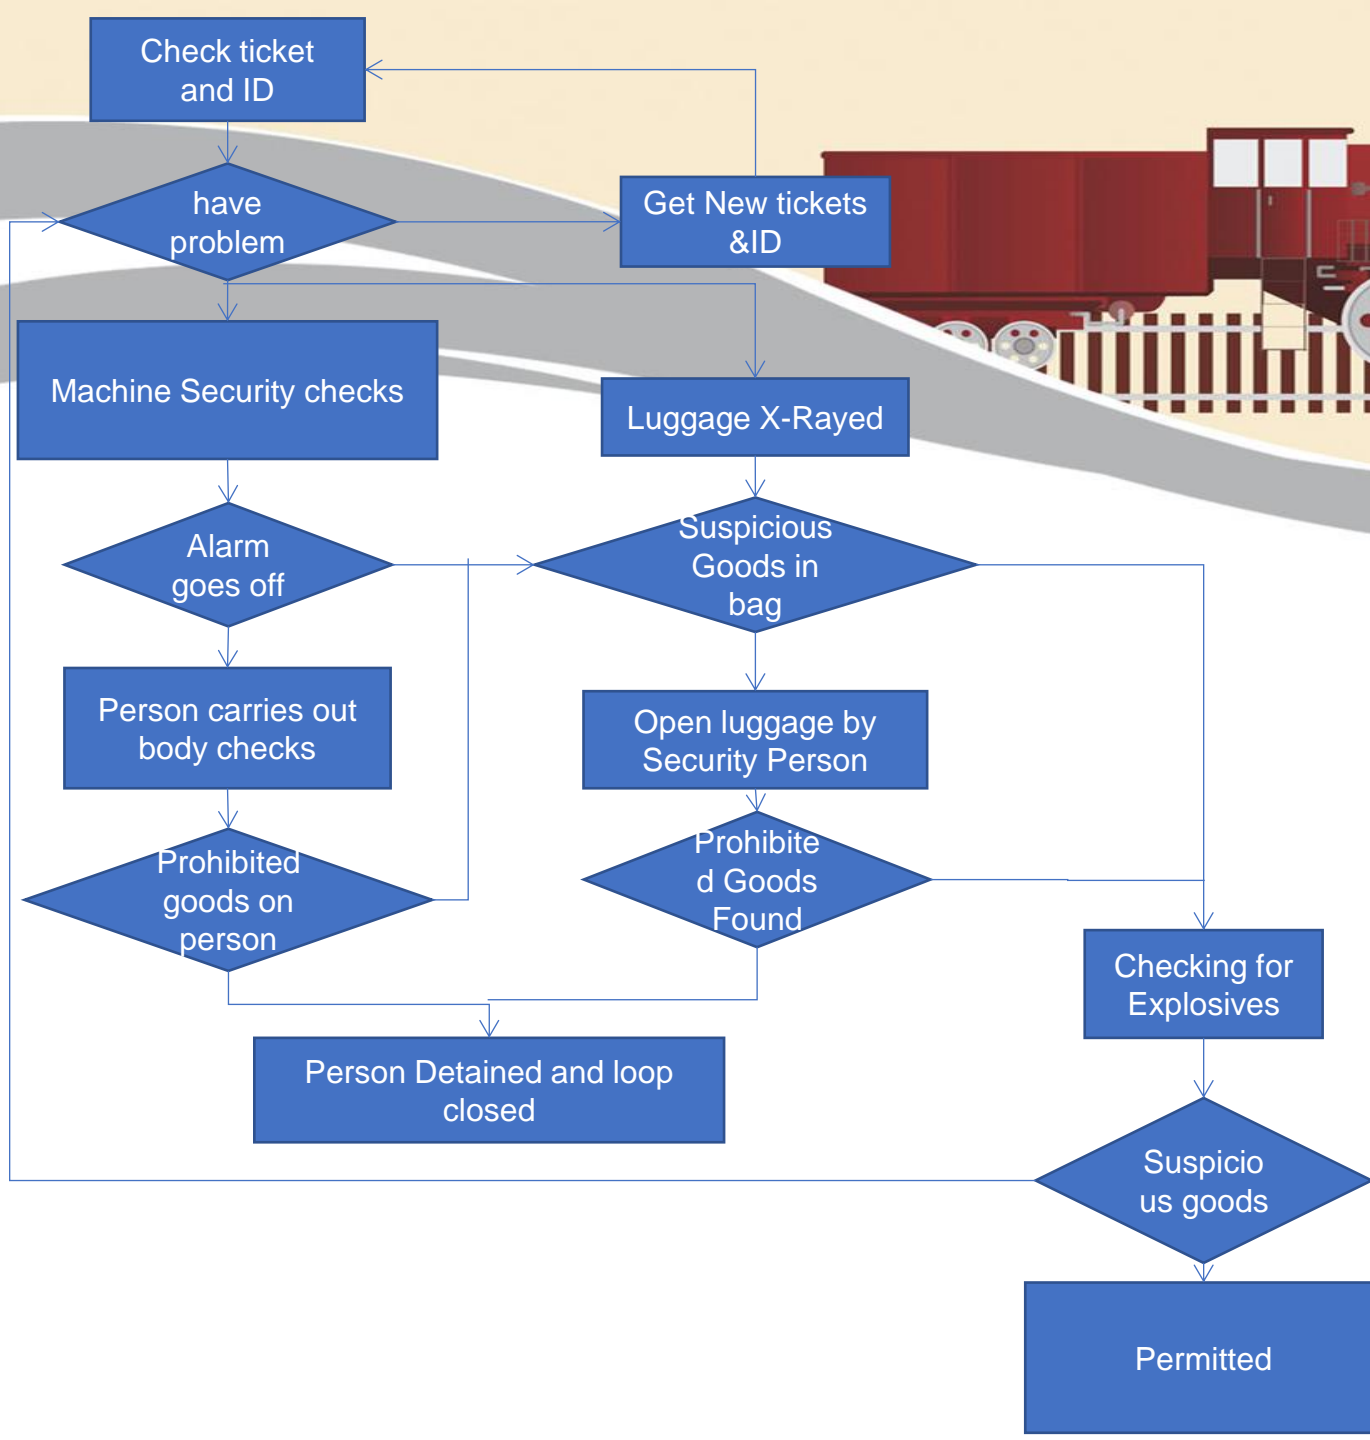 Check ticket
and ID
have
problem
Get New tickets
&ID
Machine Security checks
Luggage X-Rayed
Alarm
goes off
Suspicious
Goods in
bag
Person carries out
body checks
Open luggage by
Security Person
Prohibited
goods on
person
Prohibite
d Goods
Found
Checking for
Explosives
Person Detained and loop
closed
Suspicio
us goods
Permitted